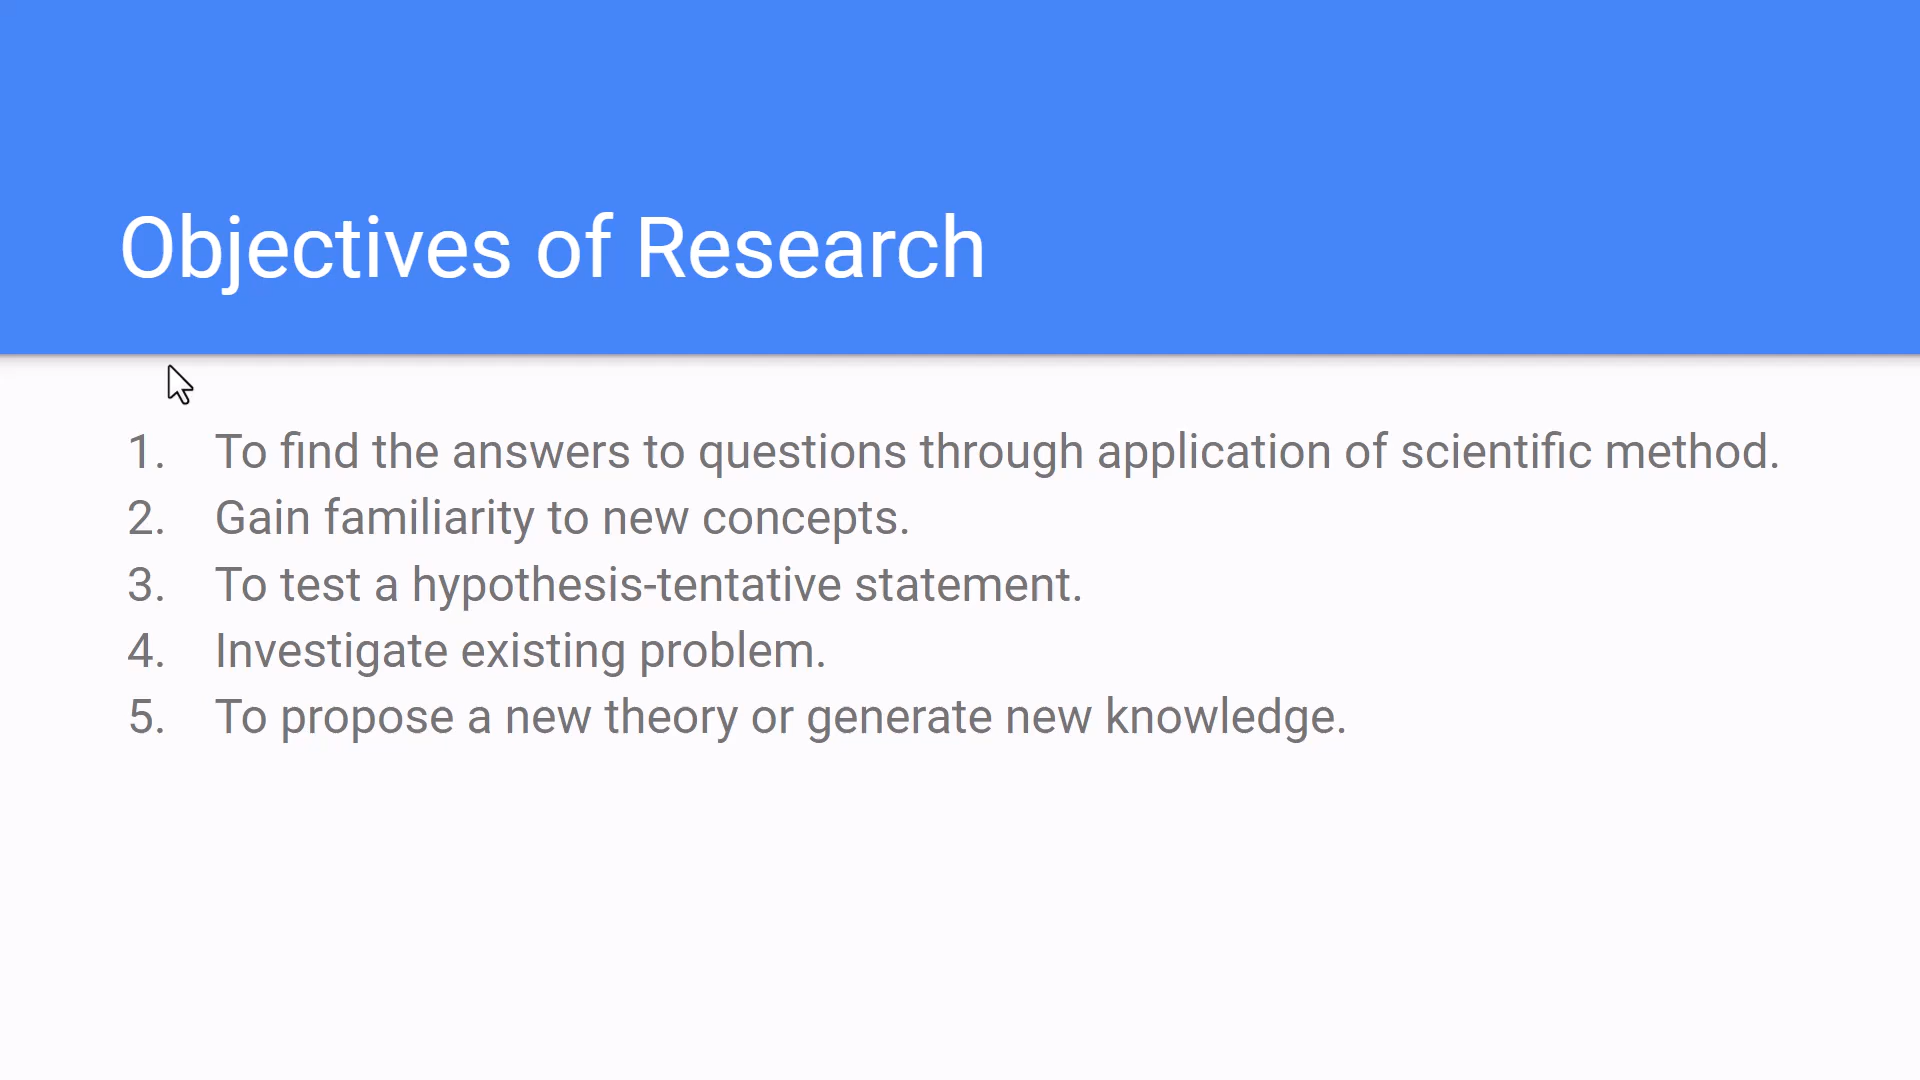 Objectives of Research
1. To find the answers to questions through application of scientific method.
2. Gain familiarity to new concepts.
3. To test a hypothesis-tentative statement.
4. Investigate existing problem.
5. To propose a new theory or generate new knowledge.